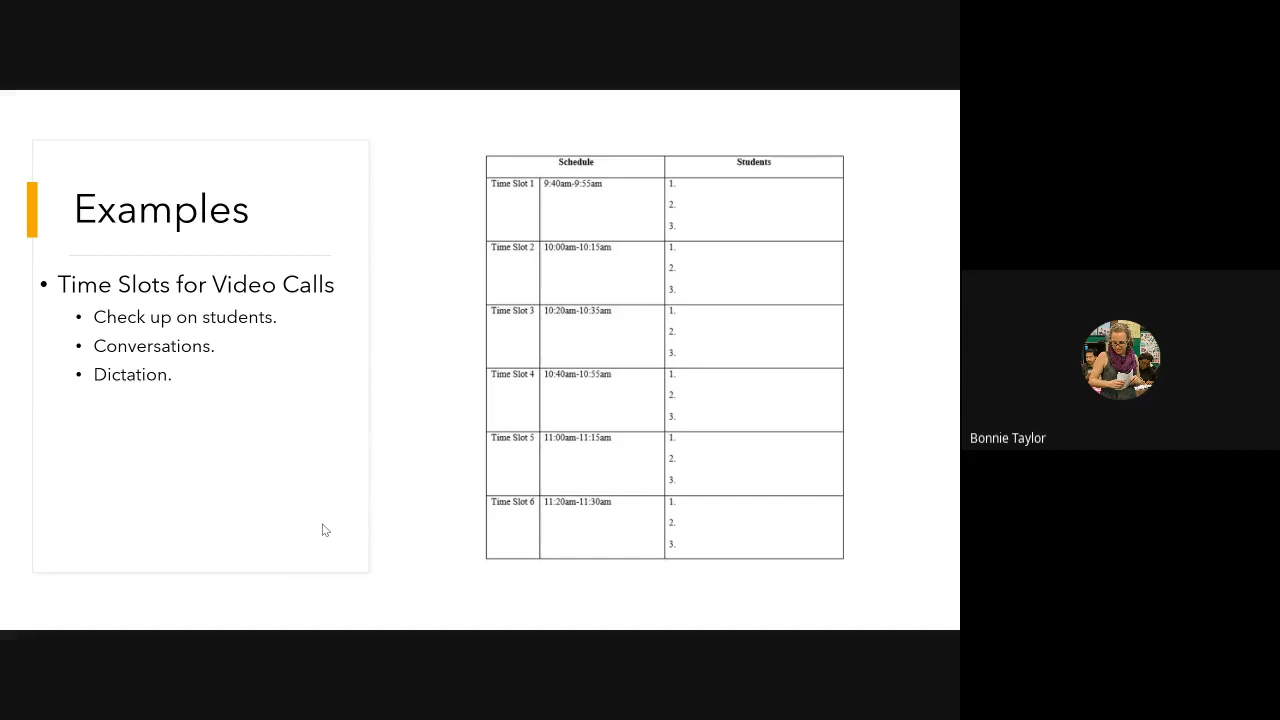 Examples
• Time Slots for Video Calls
• Check up on students.
• Conversations.
• Dictation.
Schedule Students
Time Slot 1 9:40am-9:55am 1.
2.
3.
Time Slot 2 10:00am-10:15am 1.
2.
3.
Time Slot 3 10:20am-10:35am 1.
2.
3.
Time Slot 4 10:40am-10:55am 1.
2.
3.
Time Slot 5 11:00am-11:15am 1.
2.
3.
Time Slot 6 11:20am-11:30am 1.
2.
3.
Bonnie Taylor